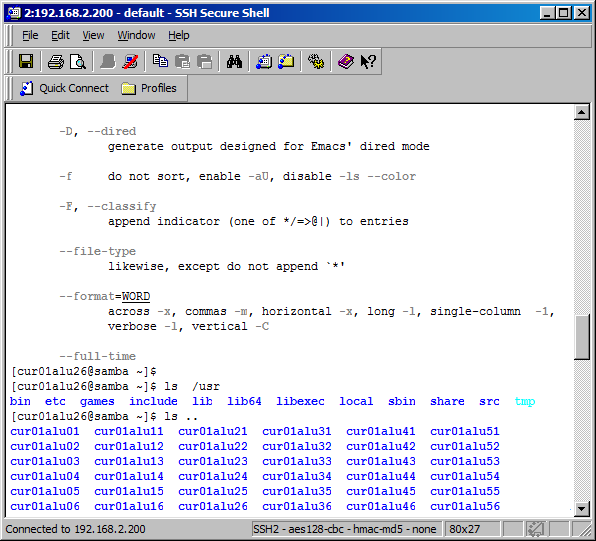 2:192.168.2.200 - default - SSH Secure Shell
File Edit View Window Help
Quick Connect Profiles
-D, --dired
generate output designed for Emacs' dired mode
-f do not sort, enable -aU, disable -ls --color
-F, --classify
append indicator (one of */=>@|) to entries
--file-type
likewise, except do not append `*'
--format=WORD
across -x, commas -m, horizontal -x, long -l, single-column -1,
verbose -l, vertical -C
--full-time
[cur01alu26@samba ~]$
[cur01alu26@samba ~]$ ls /usr
bin etc games include lib lib64 libexec local sbin share src tmp
[cur01alu26@samba ~]$ ls ..
cur01alu01 cur01alu11 cur01alu21 cur01alu31 cur01alu41 cur01alu51
cur01alu02 cur01alu12 cur01alu22 cur01alu32 cur01alu42 cur01alu52
cur01alu03 cur01alu13 cur01alu23 cur01alu33 cur01alu43 cur01alu53
cur01alu04 cur01alu14 cur01alu24 cur01alu34 cur01alu44 cur01alu54
cur01alu05 cur01alu15 cur01alu25 cur01alu35 cur01alu45 cur01alu55
cur01alu06 cur01alu16 cur01alu26 cur01alu36 cur01alu46 cur01alu56
Connected to 192.168.2.200 SSH2 - aes128-cbc - hmac-md5 - none 80x27